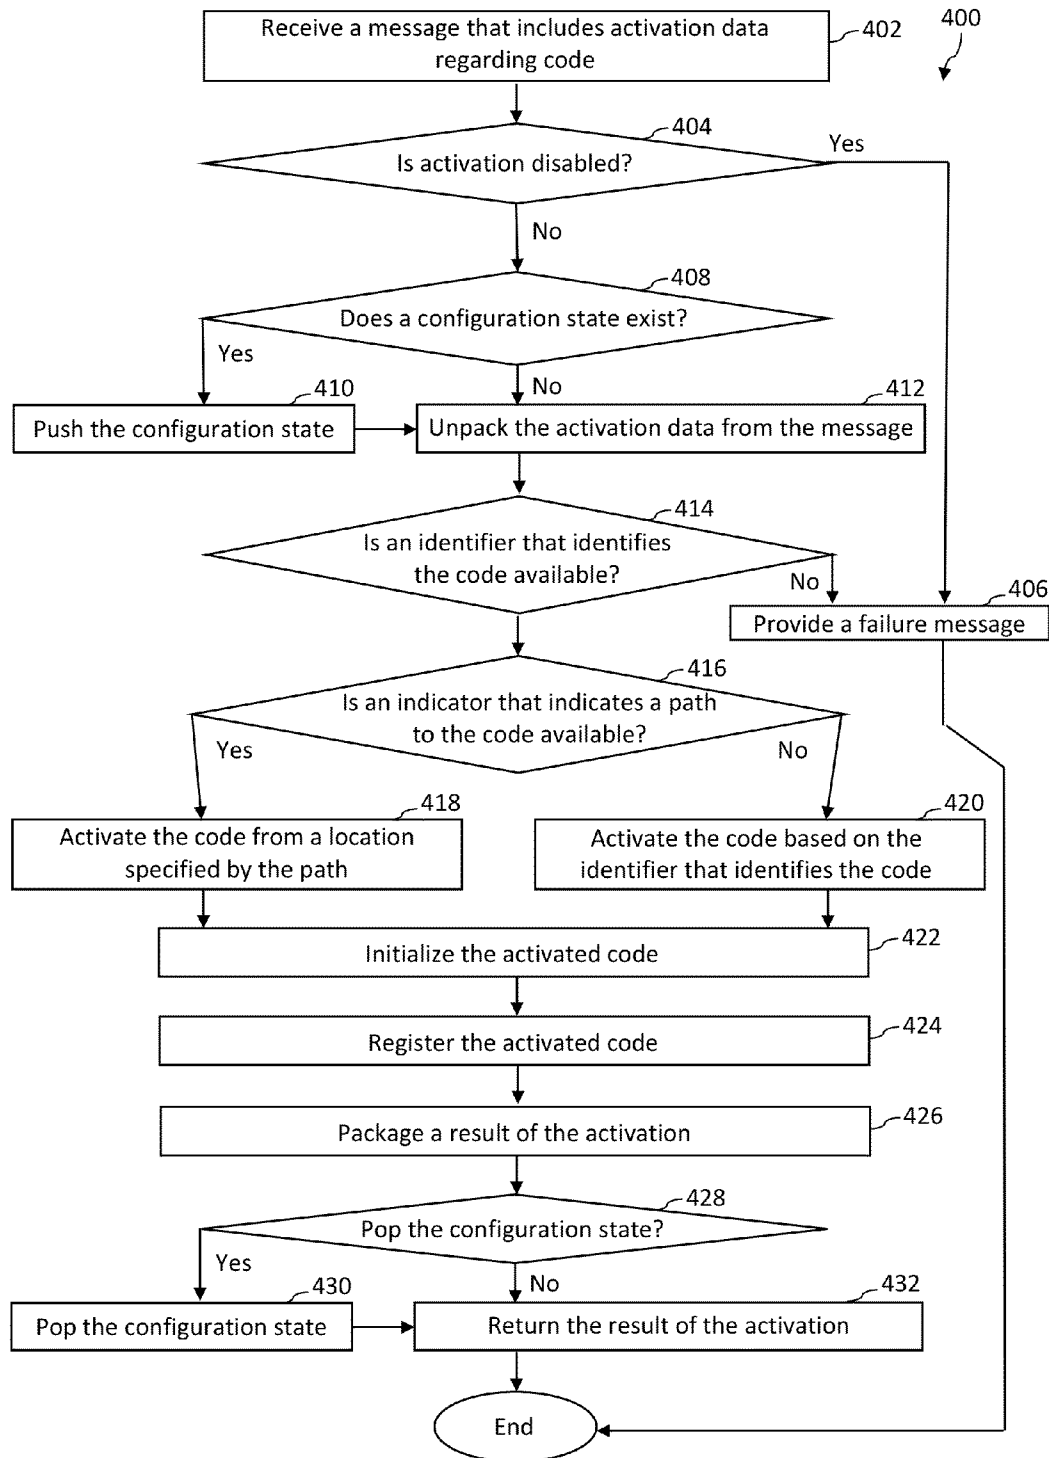 Receive a message that includes activation data
regarding code
402
400
404
Is activation disabled?
Yes
No
408
Does a configuration state exist?
Yes
No
410
Push the configuration state
412
Unpack the activation data from the message
414
Is an identifier that identifies
the code available?
No
406
Provide a failure message
416
Is an indicator that indicates a path
to the code available?
Yes
No
418
Activate the code from a location
specified by the path
420
Activate the code based on the
identifier that identifies the code
Initialize the activated code
422
Register the activated code
424
Package a result of the activation
426
428
Pop the configuration state?
Yes
No
430
Pop the configuration state
432
Return the result of the activation
End